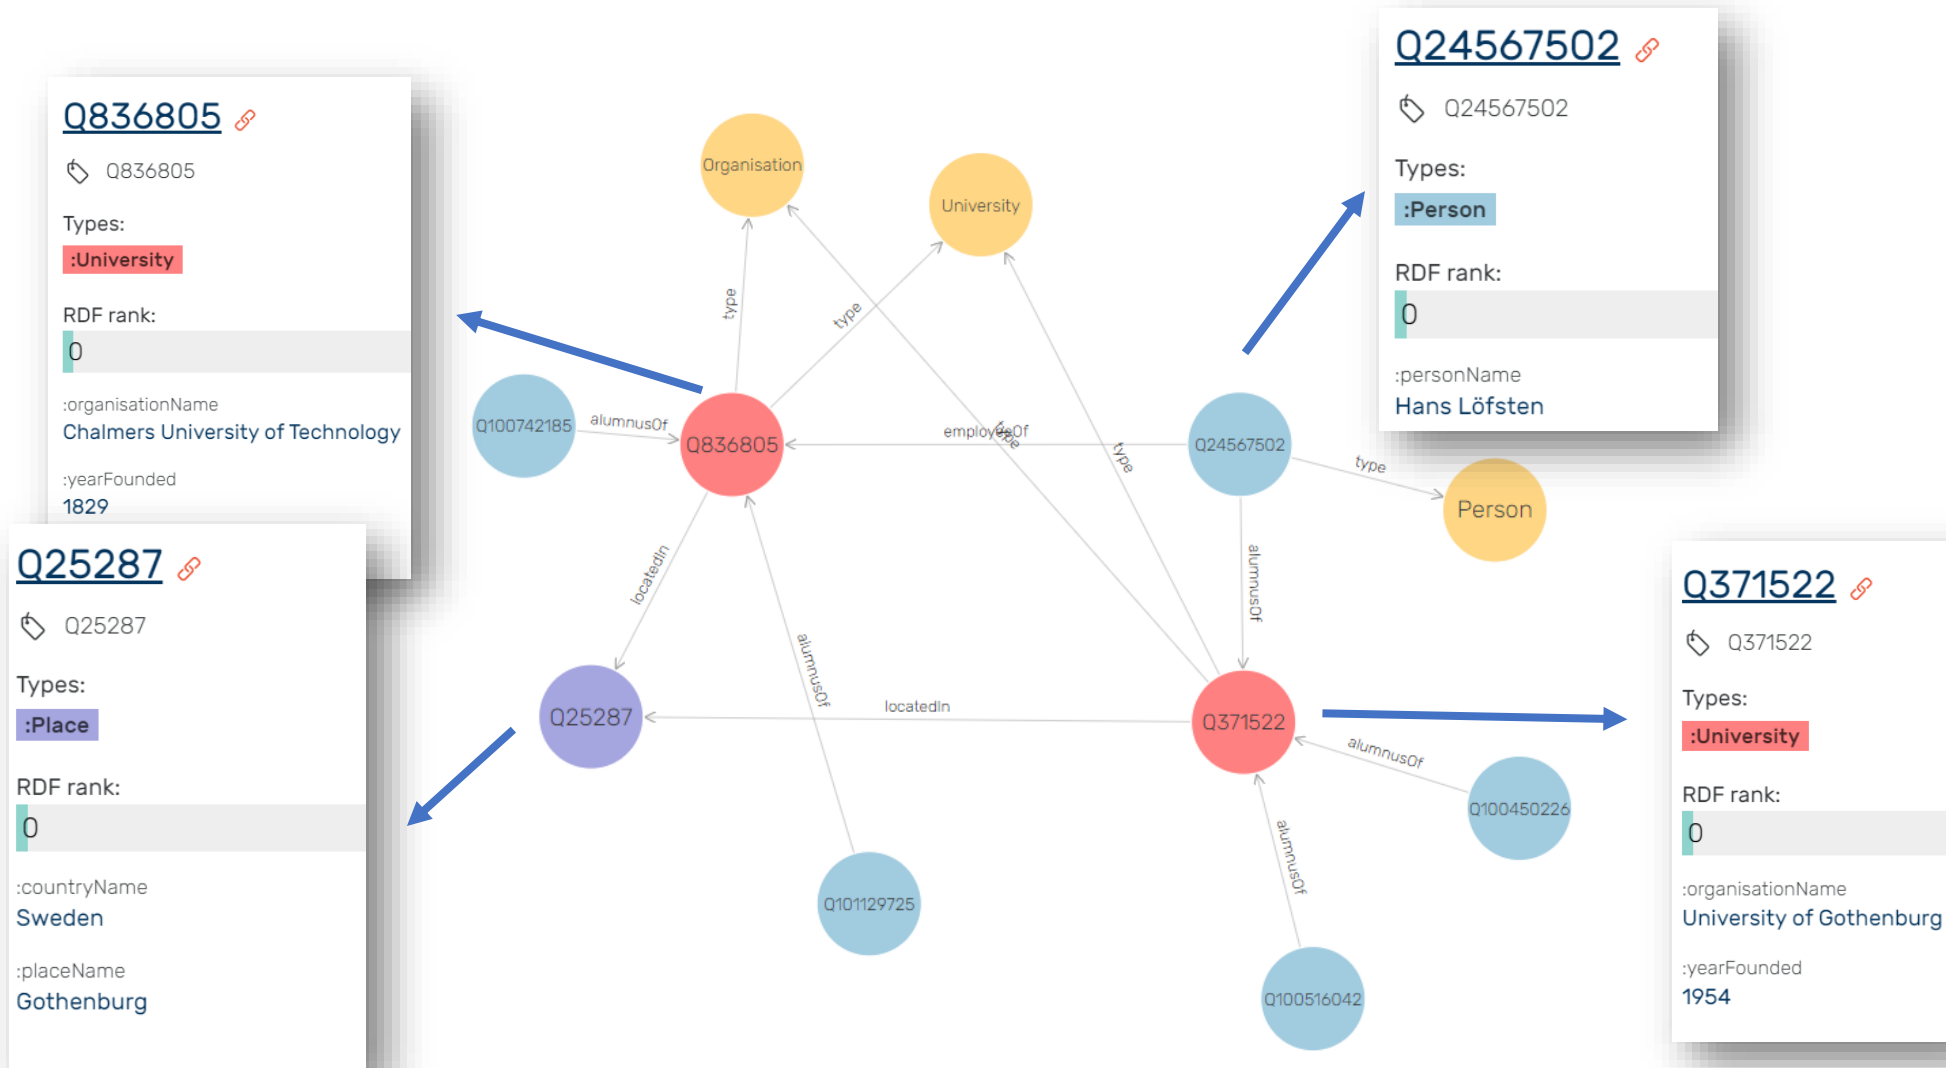 Q836805
Q836805
Types:
:University
RDF rank:
0
:organisationName
Chalmers University of Technology
:yearFounded
1829
Q25287
Q25287
Types:
:Place
RDF rank:
0
:countryName
Sweden
:placeName
Gothenburg
Organisation
University
type
type
Q100742185
alumnusOf
Q836805
employeeOf
type
type
Q24567502
type
Person
locatedIn
alumnusOf
alumnusOf
Q25287
locatedIn
Q371522
alumnusOf
Q100450226
alumnusOf
Q101129725
Q100516042
Q24567502
Q24567502
Types:
:Person
RDF rank:
0
:personName
Hans Löfsten
Q371522
Q371522
Types:
:University
RDF rank:
0
:organisationName
University of Gothenburg
:yearFounded
1954